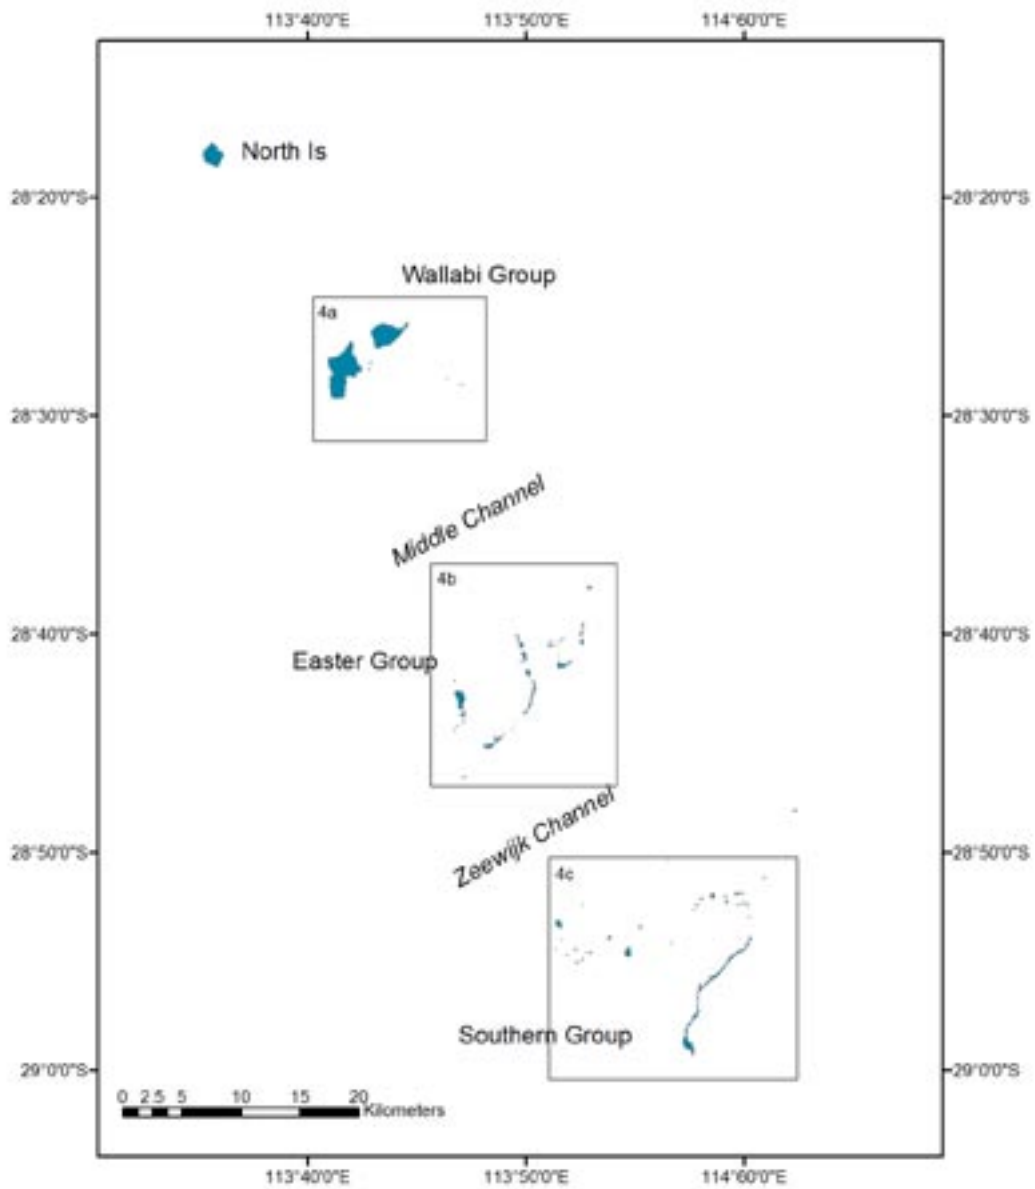 113°40'0"E 113°50'0"E 114°60'0"E
North Is
28°20'0"S 28°20'0"S
Wallabi Group
4a
28°30'0"S 28°30'0"S
Middle Channel
4b
28°40'0"S 28°40'0"S
Easter Group
Zeewijk Channel
28°50'0"S 28°50'0"S
4c
Southern Group
29°0'0"S 29°0'0"S
0 2.5 5 10 15 20
Kilometers
113°40'0"E 113°50'0"E 114°60'0"E